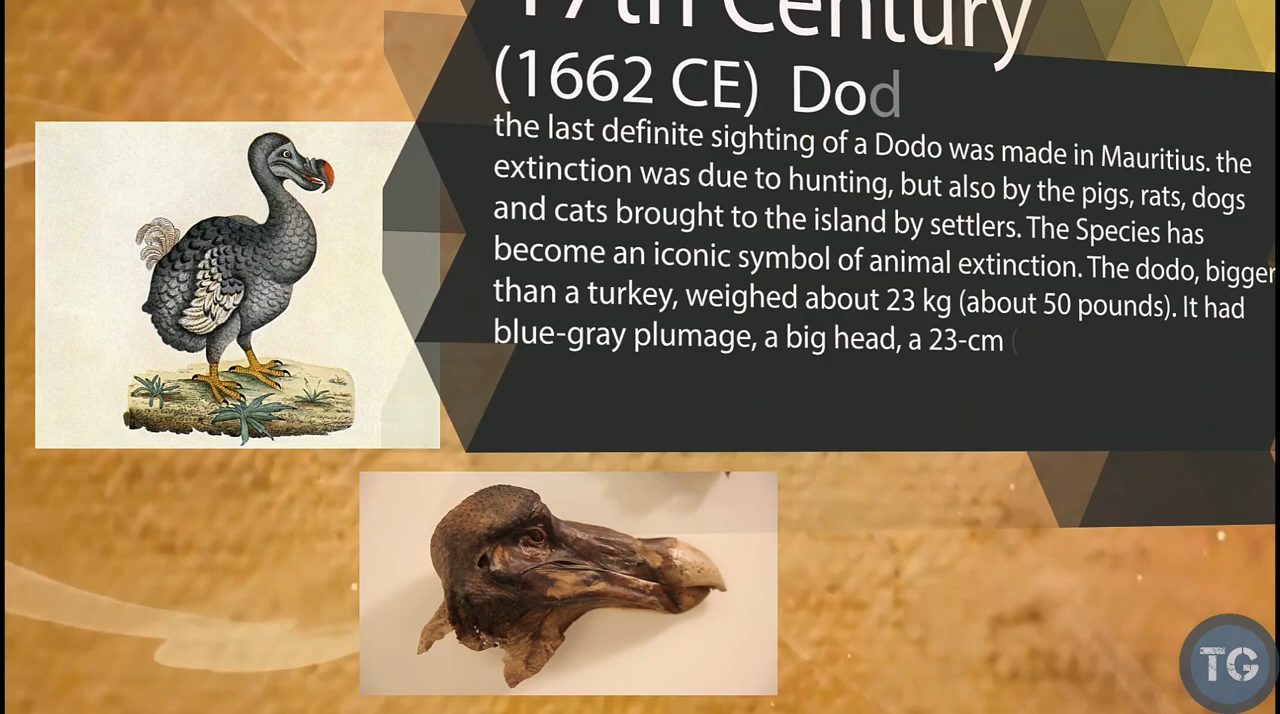 17th Century
(1662 CE) Dod
the last definite sighting of a Dodo was made in Mauritius. the
extinction was due to hunting, but also by the pigs, rats, dogs
and cats brought to the island by settlers. The Species has
become an iconic symbol of animal extinction. The dodo, bigger
than a turkey, weighed about 23 kg (about 50 pounds). It had
blue-gray plumage, a big head, a 23-cm (
TG